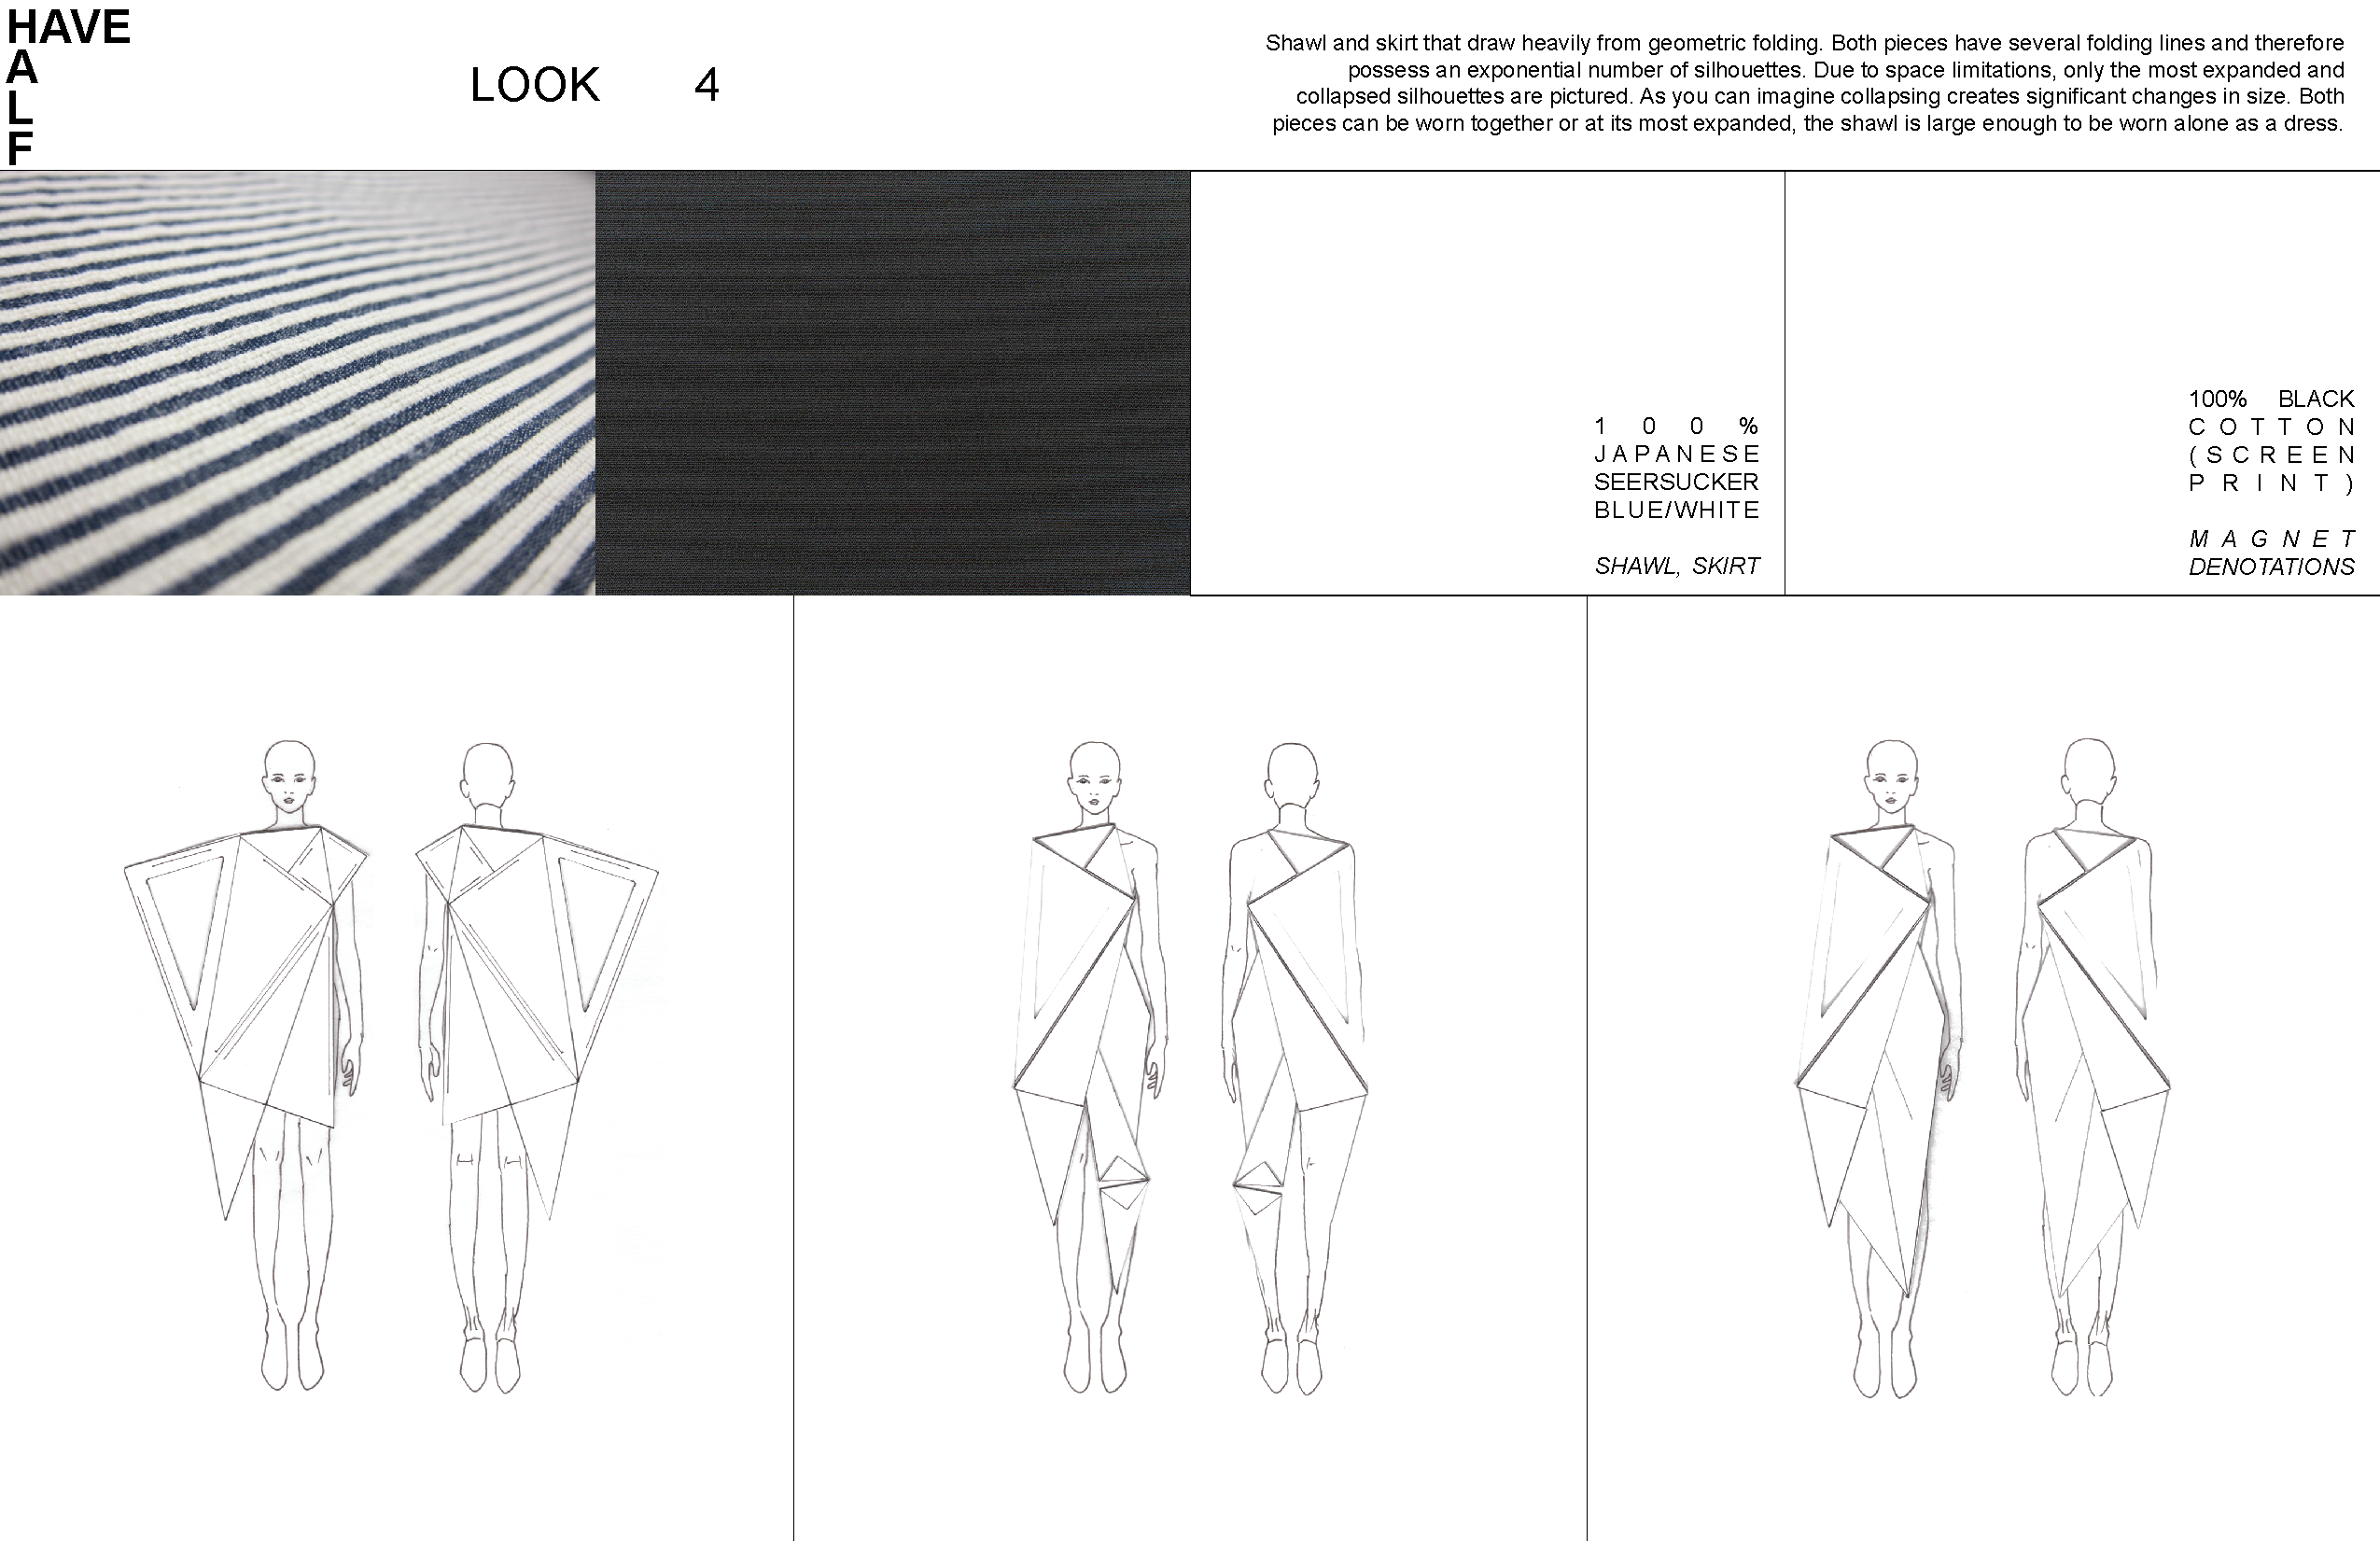 HAVE
A
L
F
LOOK 4
Shawl and skirt that draw heavily from geometric folding. Both pieces have several folding lines and therefore
possess an exponential number of silhouettes. Due to space limitations, only the most expanded and
collapsed silhouettes are pictured. As you can imagine collapsing creates significant changes in size. Both
pieces can be worn together or at its most expanded, the shawl is large enough to be worn alone as a dress.
100%
JAPANESE
SEERSUCKER
BLUE/WHITE
SHAWL, SKIRT
100% BLACK
COTTON
(SCREEN
PRINT)
MAGNET
DENOTATIONS